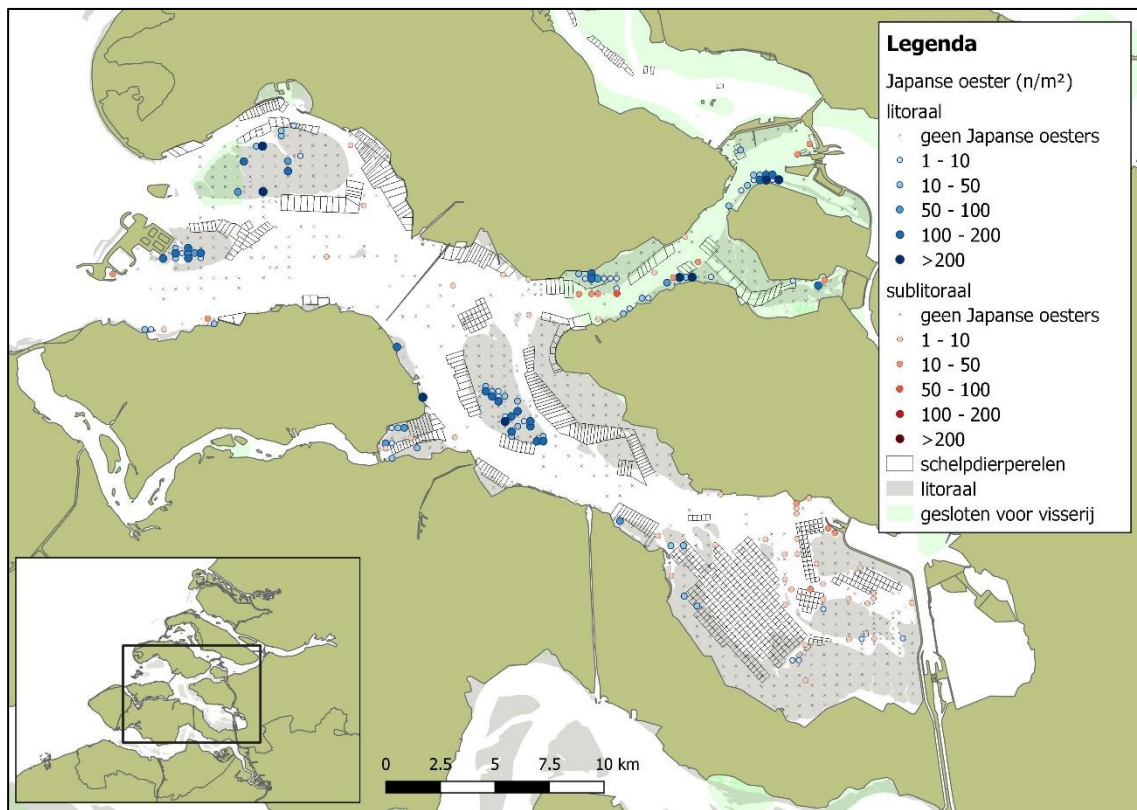 Legenda
Japanse oester (n/m²)
litoraal
geen Japanse oesters
1 - 10
10 - 50
50 - 100
100 - 200
>200
sublitoraal
geen Japanse oesters
1 - 10
10 - 50
50 - 100
100 - 200
>200
schelpdierperelen
litoraal
gesloten voor visserij
0 2.5 5 7.5 10 km